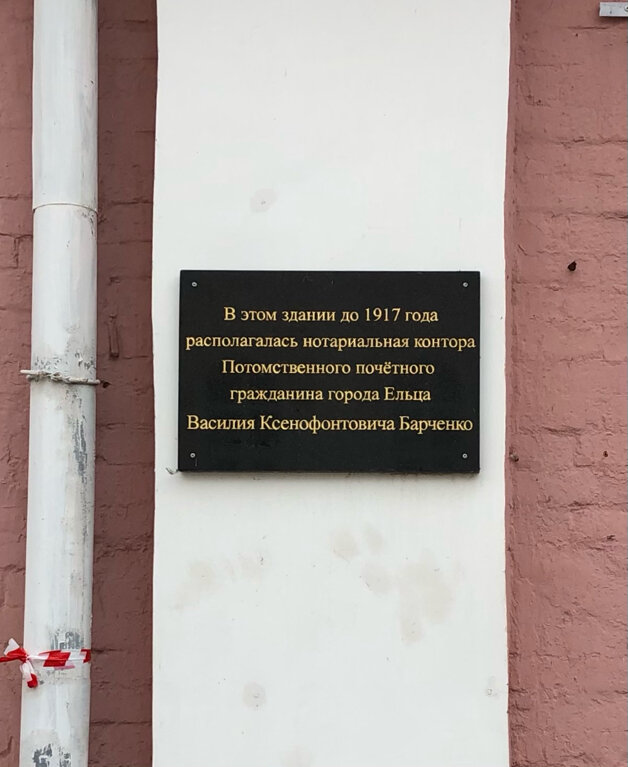 В этом здании до 1917 года
располагалась нотариальная контора
Потомственного почётного
гражданина города Ельца
Василия Ксенофонтовича Барченко